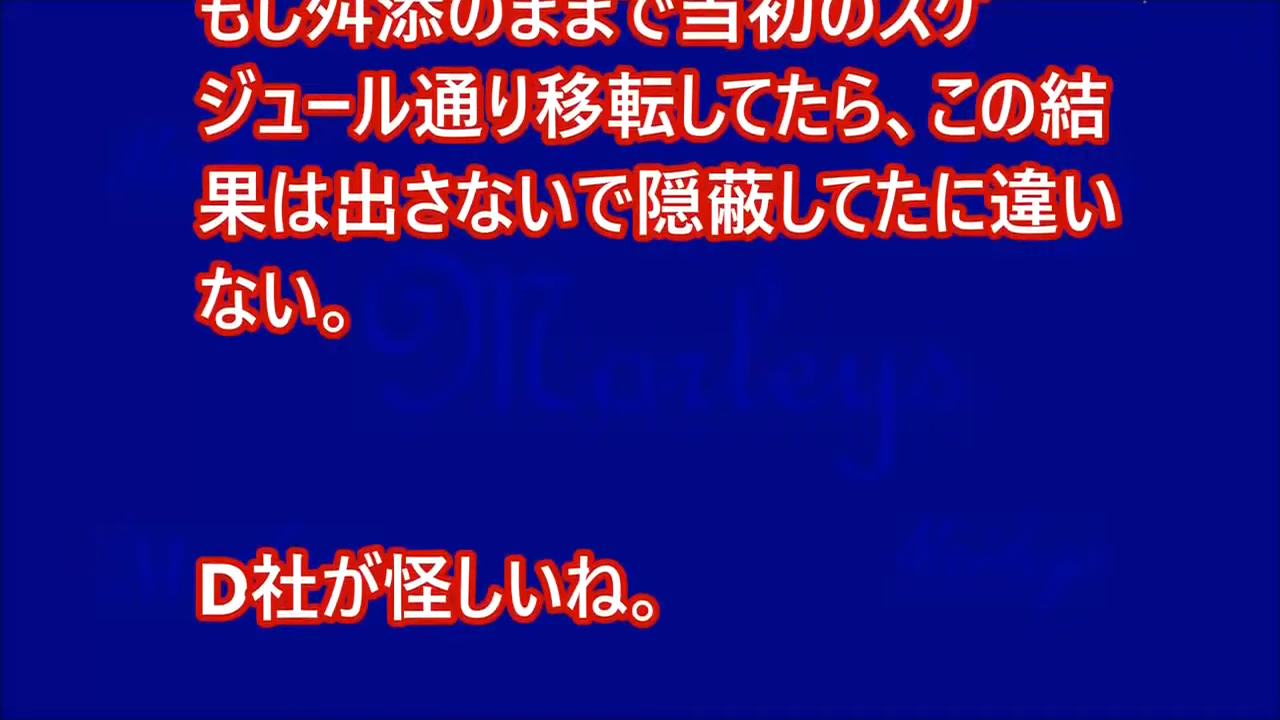 もし舛添のままで当初のスケ
ジュール通り移転してたら、この結
果は出さないで隠蔽してたに違い
ない。
Morleys
D社が怪しいね。